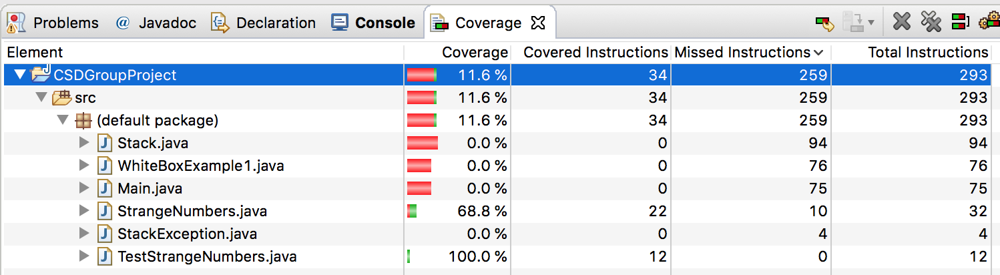 Problems @ Javadoc Declaration Console Coverage
Element Coverage Covered Instructions Missed Instructions Total Instructions
CSDGroupProject 11.6 % 34 259 293
src 11.6 % 34 259 293
(default package) 11.6 % 34 259 293
Stack.java 0.0 % 0 94 94
WhiteBoxExample1.java 0.0 % 0 76 76
Main.java 0.0 % 0 75 75
StrangeNumbers.java 68.8 % 22 10 32
StackException.java 0.0 % 0 4 4
TestStrangeNumbers.java 100.0 % 12 0 12